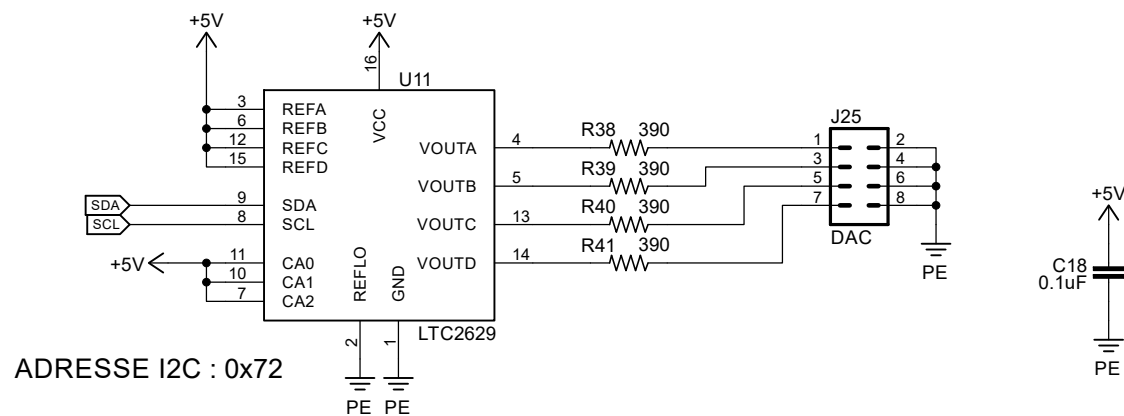 +5V
+5V
16
U11
3 REFA
6 REFB
12 REFC
15 REFD
VCC
SDA 9 SDA
SCL 8 SCL
+5V 11 CA0
10 CA1
7 CA2
REFLO
GND
VOUTA 4
VOUTB 5
VOUTC 13
VOUTD 14
LTC2629
2
1
PE PE
R38 390
R39 390
R40 390
R41 390
J25
1 2
3 4
5 6
7 8
DAC
PE
+5V
C18
0.1uF
PE
ADRESSE I2C : 0x72